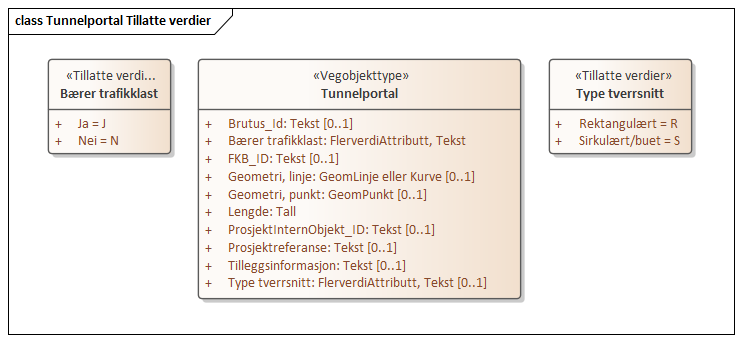 class Tunnelportal Tillatte verdier
«Tillatte verdi...
Bærer trafikklast
+ Ja = J
+ Nei = N
«Vegobjekttype»
Tunnelportal
+ Brutus_Id: Tekst [0..1]
+ Bærer trafikklast: FlerverdiAttributt, Tekst
+ FKB_ID: Tekst [0..1]
+ Geometri, linje: GeomLinje eller Kurve [0..1]
+ Geometri, punkt: GeomPunkt [0..1]
+ Lengde: Tall
+ ProsjektInternObjekt_ID: Tekst [0..1]
+ Prosjektreferanse: Tekst [0..1]
+ Tilleggsinformasjon: Tekst [0..1]
+ Type tverrsnitt: FlerverdiAttributt, Tekst [0..1]
«Tillatte verdier»
Type tverrsnitt
+ Rektangulært = R
+ Sirkulært/buet = S